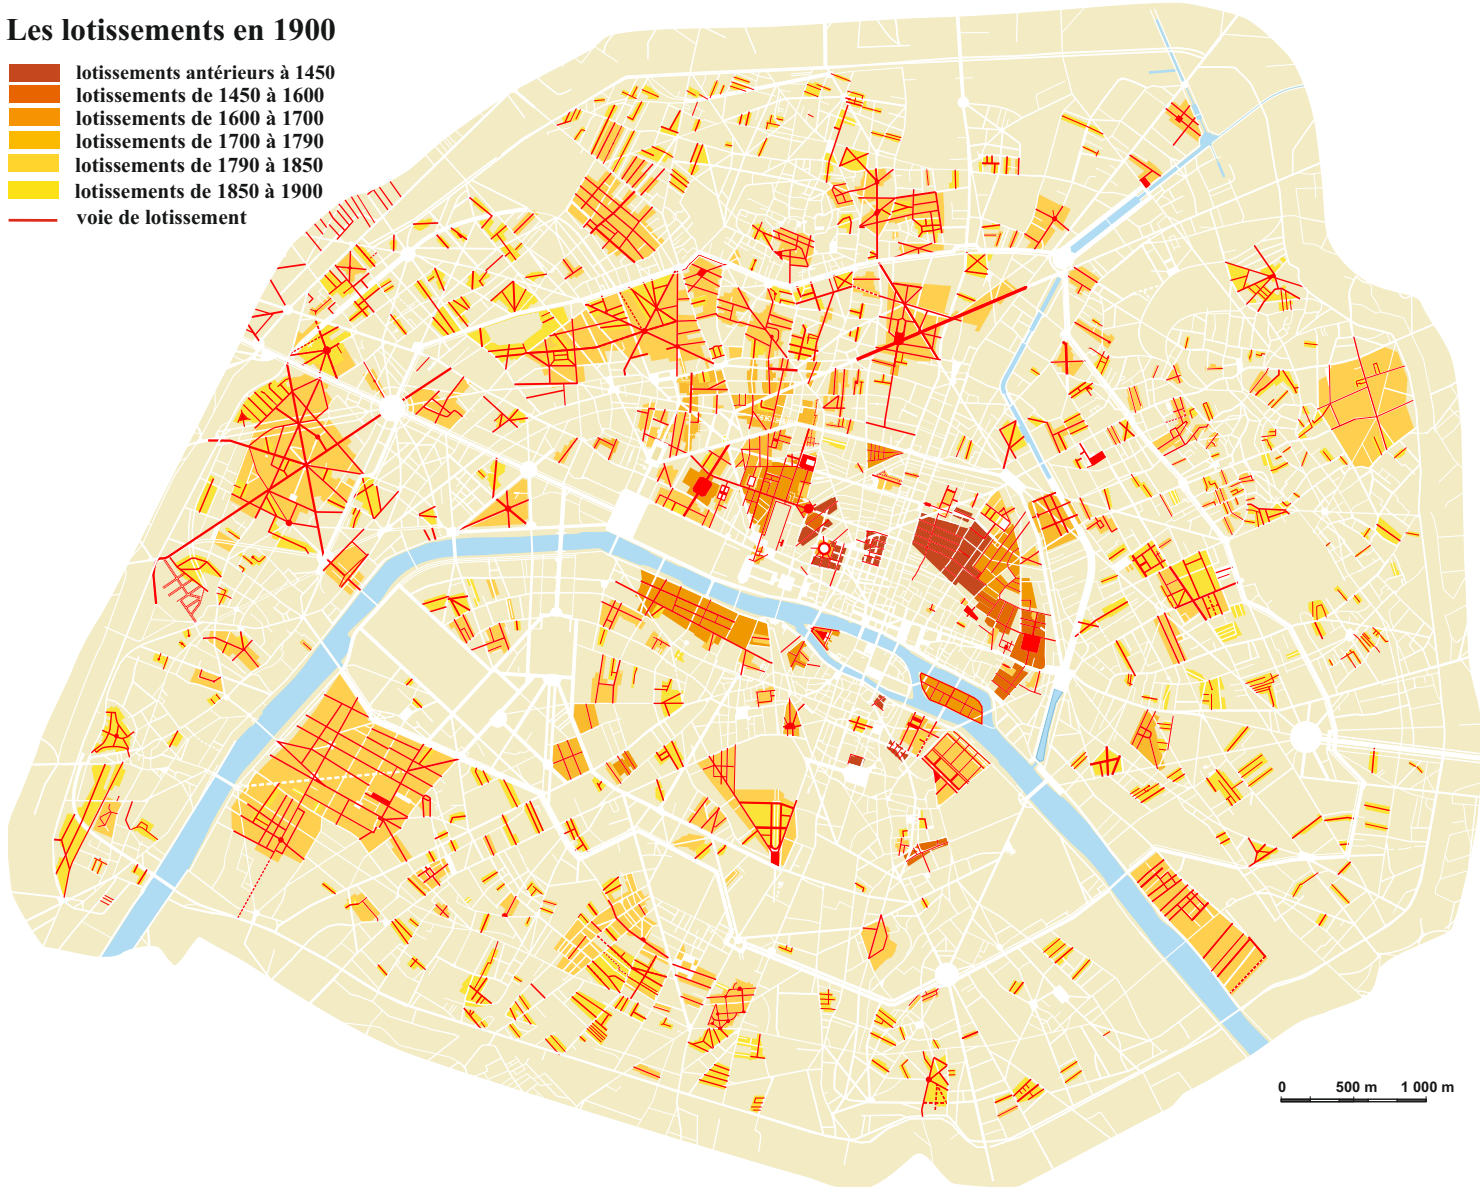 Les lotissements en 1900
lotissements antérieurs à 1450
lotissements de 1450 à 1600
lotissements de 1600 à 1700
lotissements de 1700 à 1790
lotissements de 1790 à 1850
lotissements de 1850 à 1900
voie de lotissement
0 500 m 1 000 m